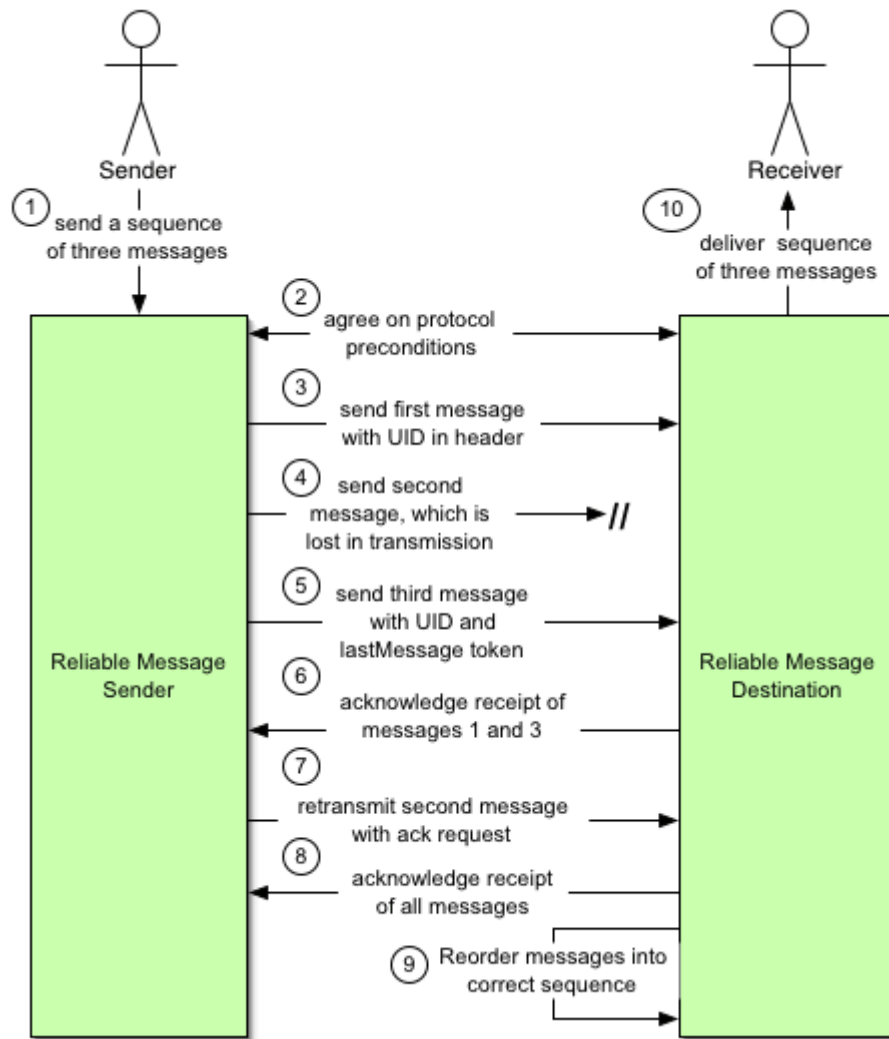 Sender
Receiver
1
send a sequence
of three messages
10
deliver sequence
of three messages
2
agree on protocol
preconditions
3
send first message
with UID in header
4
send second
message, which is
lost in transmission
//
5
send third message
with UID and
lastMessage token
Reliable Message
Sender
Reliable Message
Destination
6
acknowledge receipt of
messages 1 and 3
7
retransmit second message
with ack request
8
acknowledge receipt
of all messages
9
Reorder messages into
correct sequence